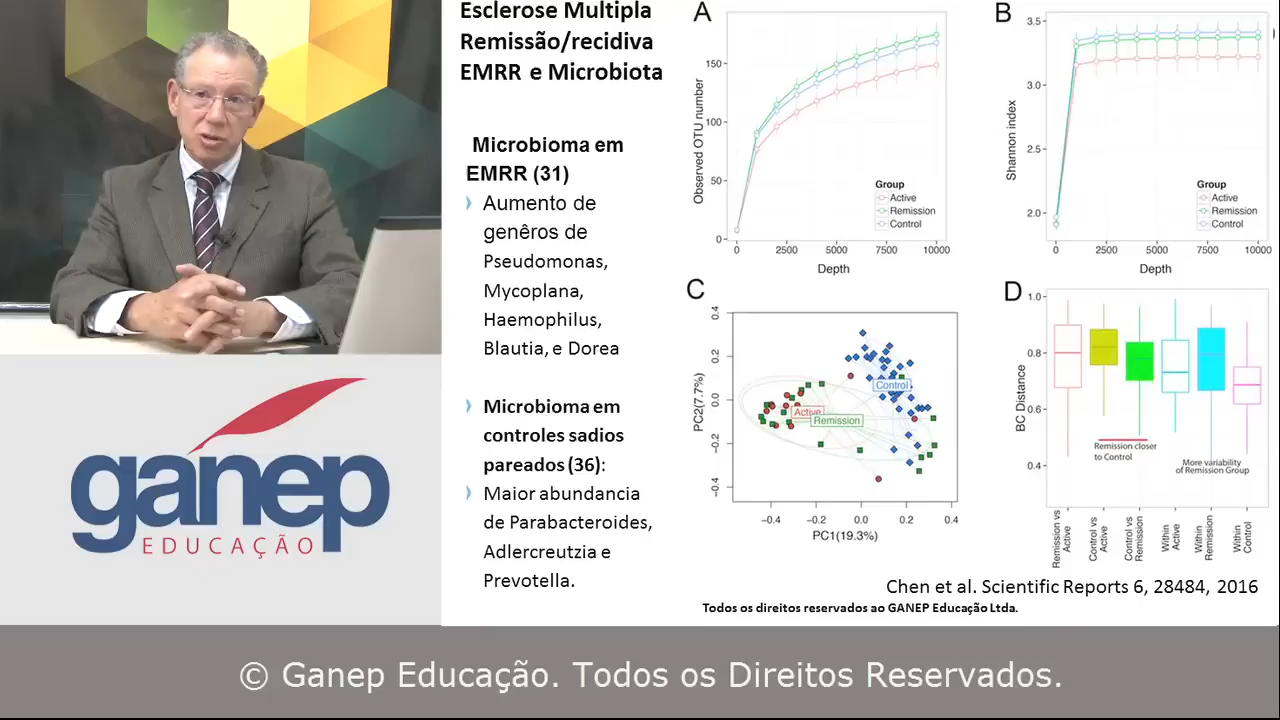 Esclerose Multipla
Remissão/recidiva
EMRR e Microbiota
Microbioma em
EMRR (31)
Aumento de
genêros de
Pseudomonas,
Mycoplana,
Haemophilus,
Blautia, e Dorea
Microbioma em
controles sadios
pareados (36):
Maior abundancia
de Parabacteroides,
Adlercreutzia e
Prevotella.
A
Observed OTU number
150
100
50
0
0 2500 5000 7500 10000
Depth
Group
Active
Remission
Control
B
Shannon index
3.5
3.0
2.5
2.0
0 2500 5000 7500 10000
Depth
Group
Active
Remission
Control
C
PC2(7.7%)
0.4
0.2
0.0
−0.2
−0.4
Control
Active
Remission
−0.4 −0.2 0.0 0.2 0.4
PC1(19.3%)
D
BC Distance
1.0
0.8
0.6
0.4
Remission closer
to Control
More variability
of Remission Group
Remission vs
Active
Control vs
Active
Control vs
Remission
Within
Active
Within
Remission
Within
Control
Chen et al. Scientific Reports 6, 28484, 2016
Todos os direitos reservados ao GANEP Educação Ltda.
ganep
EDUCAÇÃO
© Ganep Educação. Todos os Direitos Reservados.